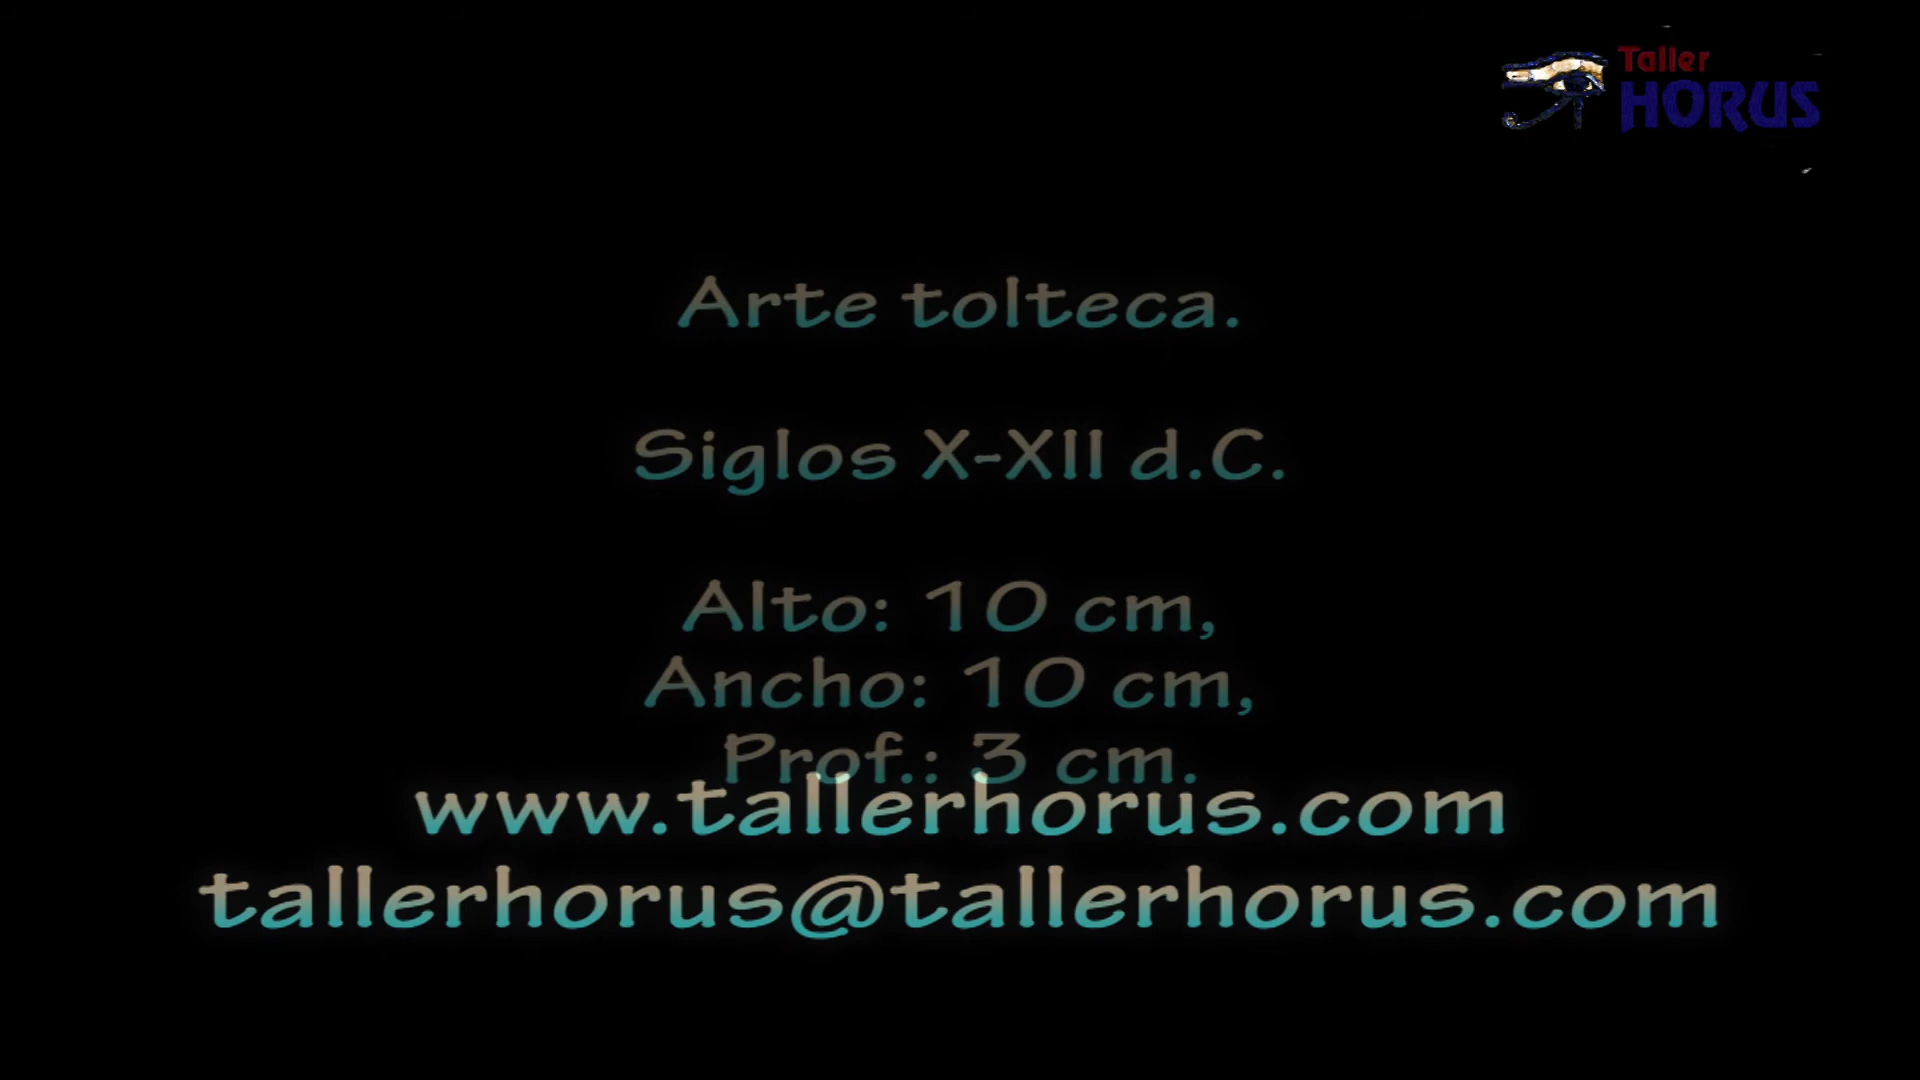 Taller
HORUS
Arte tolteca.
Siglos X-XII d.C.
Alto: 10 cm,
Ancho: 10 cm,
Prof.: 3 cm.
www.tallerhorus.com
tallerhorus@tallerhorus.com